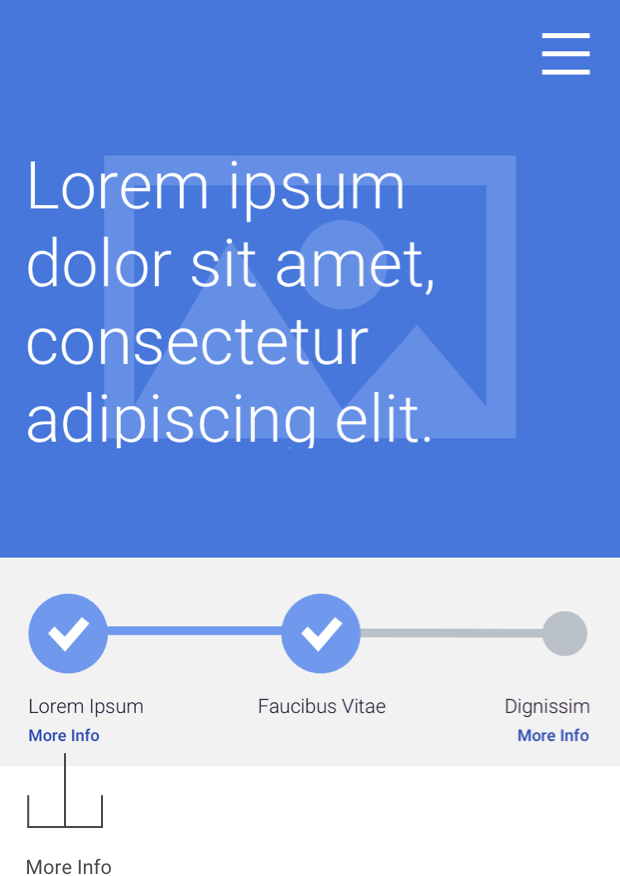 Lorem ipsum
dolor sit amet,
consectetur
adipiscing elit.
Lorem Ipsum
Faucibus Vitae
Dignissim
More Info
More Info
More Info